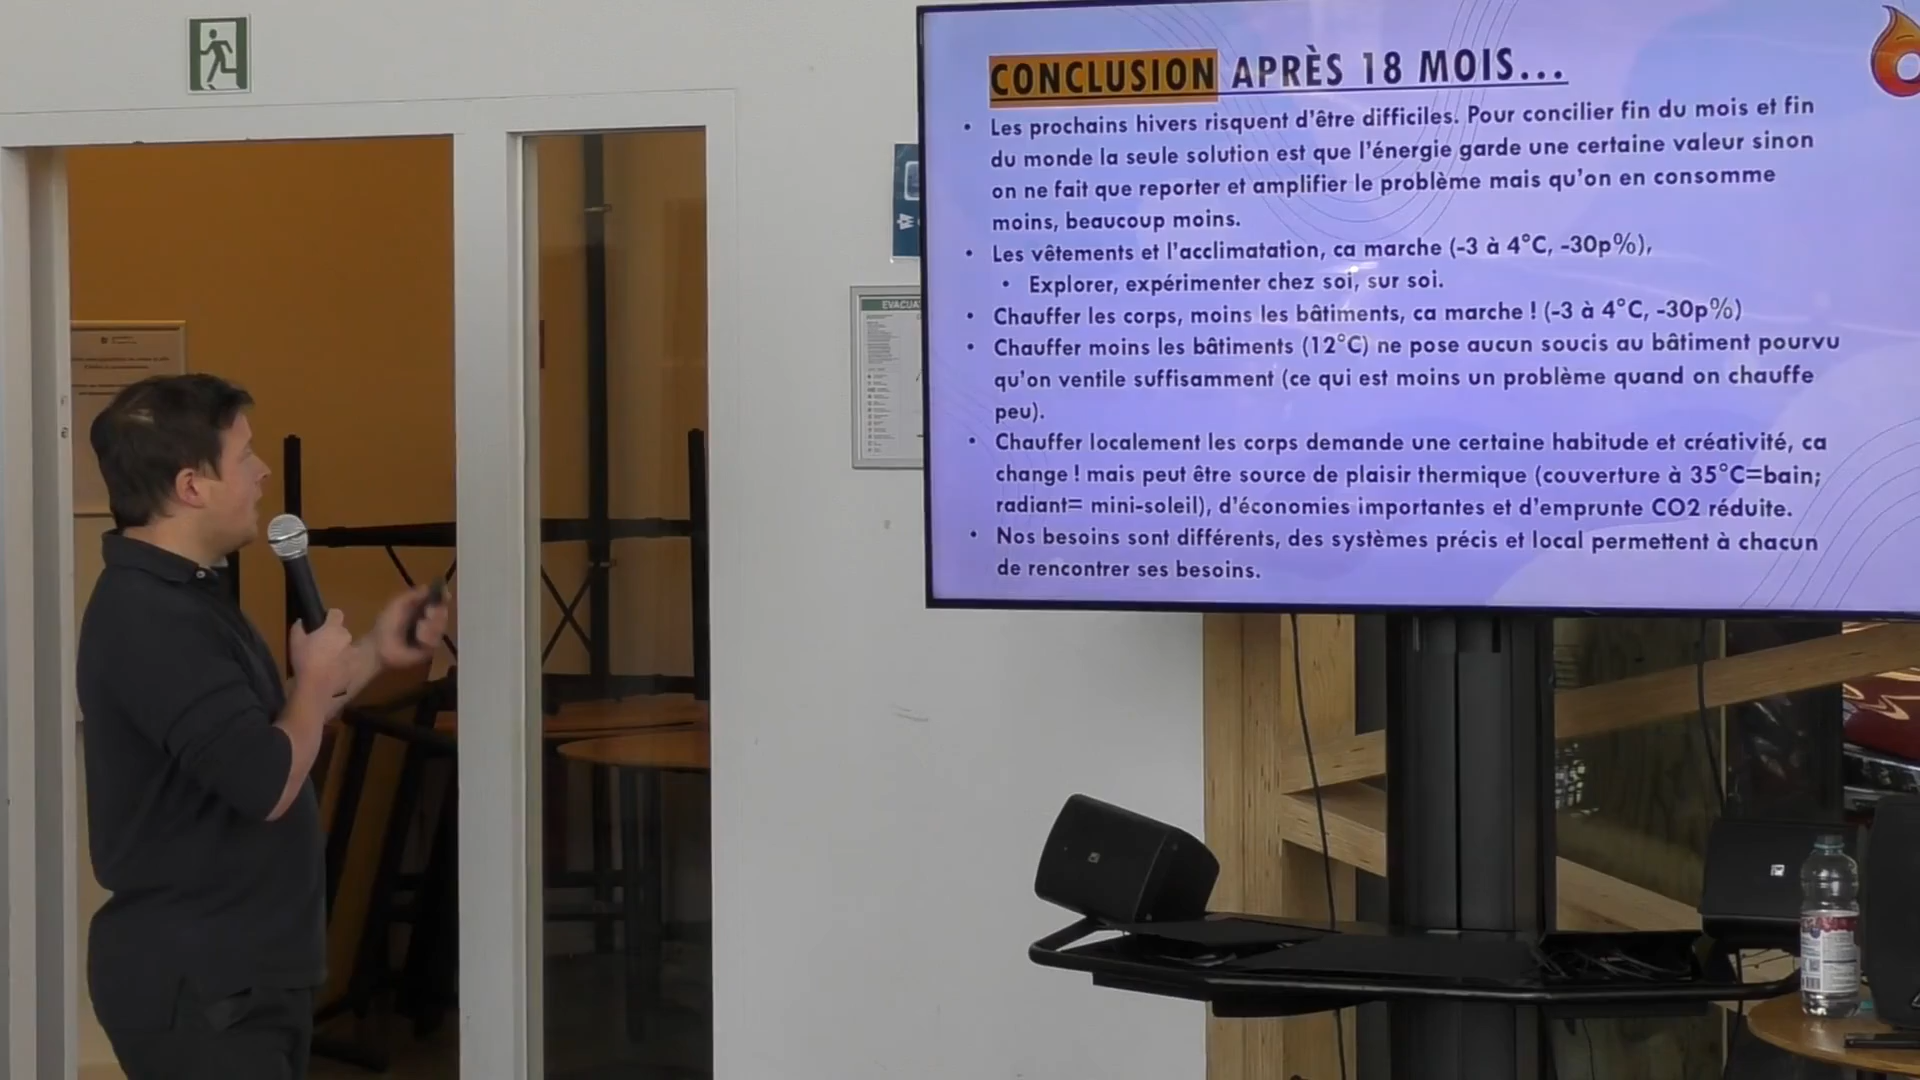 CONCLUSION APRÈS 18 MOIS...
• Les prochains hivers risquent d'être difficiles. Pour concilier fin du mois et fin
du monde la seule solution est que l'énergie garde une certaine valeur sinon
on ne fait que reporter et amplifier le problème mais qu'on en consomme
moins, beaucoup moins.
• Les vêtements et l'acclimatation, ca marche (-3 à 4°C, -30p%),
• Explorer, expérimenter chez soi, sur soi.
• Chauffer les corps, moins les bâtiments, ca marche ! (-3 à 4°C, -30p%)
• Chauffer moins les bâtiments (12°C) ne pose aucun soucis au bâtiment pourvu
qu'on ventile suffisamment (ce qui est moins un problème quand on chauffe
peu).
• Chauffer localement les corps demande une certaine habitude et créativité, ca
change ! mais peut être source de plaisir thermique (couverture à 35°C=bain;
radiant= mini-soleil), d'économies importantes et d'emprunte CO2 réduite.
• Nos besoins sont différents, des systèmes précis et local permettent à chacun
de rencontrer ses besoins.